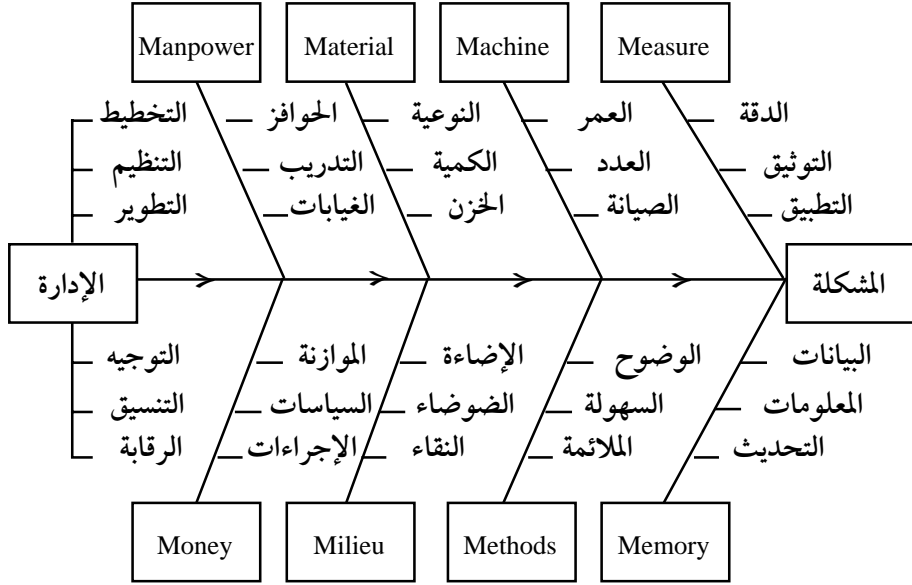 Manpower
Material
Machine
Measure
الدقة
العمر
النوعية
الحوافز
التخطيط
التوثيق
العدد
الكمية
التدريب
التنظيم
التطبيق
الصيانة
الخزن
الغيابات
التطوير
المشكلة
الإدارة
البيانات
الوضوح
الإضاءة
الموازنة
التوجيه
المعلومات
السهولة
الضوضاء
السياسات
التنسيق
التحديث
الملائمة
النقاء
الإجراءات
الرقابة
Money
Milieu
Methods
Memory